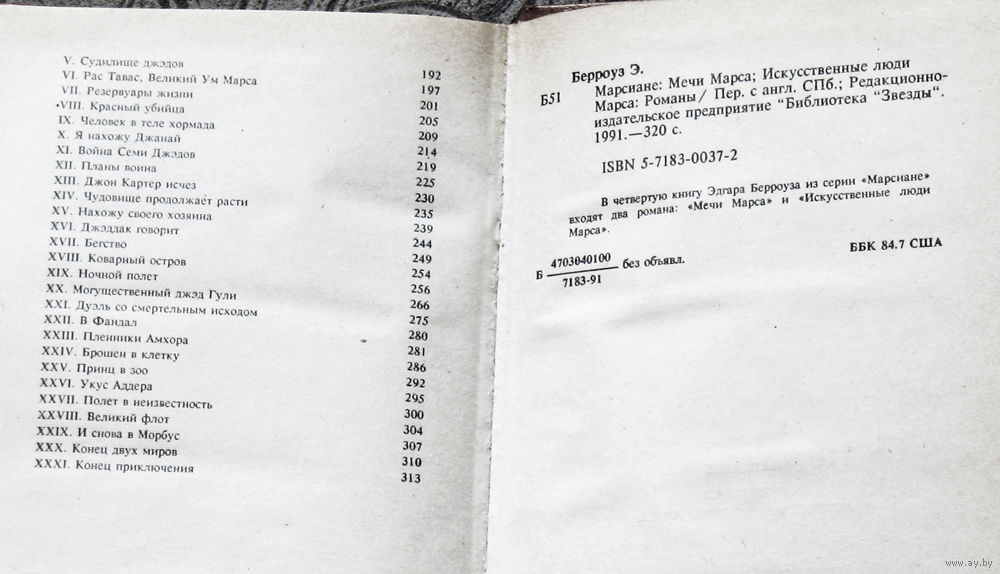 V. Судилище джэдов 192
VI. Рас Тавас, Великий Ум Марса 197
VII. Резервуары жизни 201
VIII. Красный убийца 205
IX. Человек в теле хормада 209
X. Я нахожу Джанай 214
XI. Война Семи Джэдов 219
XII. Планы воина 225
XIII. Джон Картер исчез 230
XIV. Чудовище продолжает расти 235
XV. Нахожу своего хозяина 239
XVI. Джэддак говорит 244
XVII. Бегство 249
XVIII. Коварный остров 254
XIX. Ночной полет 256
XX. Могущественный джэд Гули 266
XXI. Дуэль со смертельным исходом 275
XXII. В Фандал 280
XXIII. Пленники Амхора 281
XXIV. Брошен в клетку 286
XXV. Принц в зоо 292
XXVI. Укус Аддера 295
XXVII. Полет в неизвестность 300
XXVIII. Великий флот 304
XXIX. И снова в Морбус 307
XXX. Конец двух миров 310
XXXI. Конец приключения 313
Берроуз Э.
Б51 Марсиане: Мечи Марса; Искусственные люди
Марса: Романы/ Пер. с англ. СПб.; Редакционно-
издательское предприятие "Библиотека "Звезды".
1991.—320 с.
ISBN 5-7183-0037-2
В четвертую книгу Эдгара Берроуза из серии «Марсиане»
входят два романа: «Мечи Марса» и «Искусственные люди
Марса».
Б 4703040100 без объявл.
7183-91
ББК 84.7 США
© www.ay.by